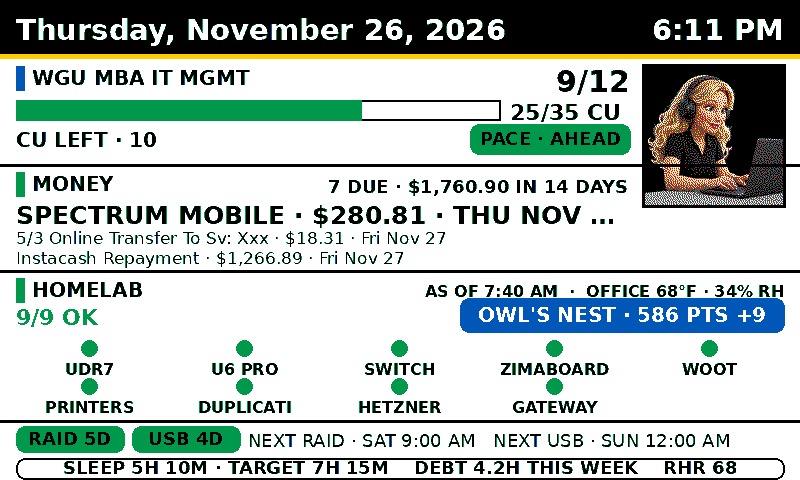 Thursday, November 26, 2026 6:11 PM
WGU MBA IT MGMT 9/12
25/35 CU
CU LEFT · 10 PACE · AHEAD
MONEY 7 DUE · $1,760.90 IN 14 DAYS
SPECTRUM MOBILE · $280.81 · THU NOV ...
5/3 Online Transfer To Sv: Xxx · $18.31 · Fri Nov 27
Instacash Repayment · $1,266.89 · Fri Nov 27
HOMELAB AS OF 7:40 AM · OFFICE 68°F · 34% RH
9/9 OK OWL'S NEST · 586 PTS +9
UDR7 U6 PRO SWITCH ZIMABOARD WOOT
PRINTERS DUPLICATI HETZNER GATEWAY
RAID 5D USB 4D NEXT RAID · SAT 9:00 AM NEXT USB · SUN 12:00 AM
SLEEP 5H 10M · TARGET 7H 15M DEBT 4.2H THIS WEEK RHR 68